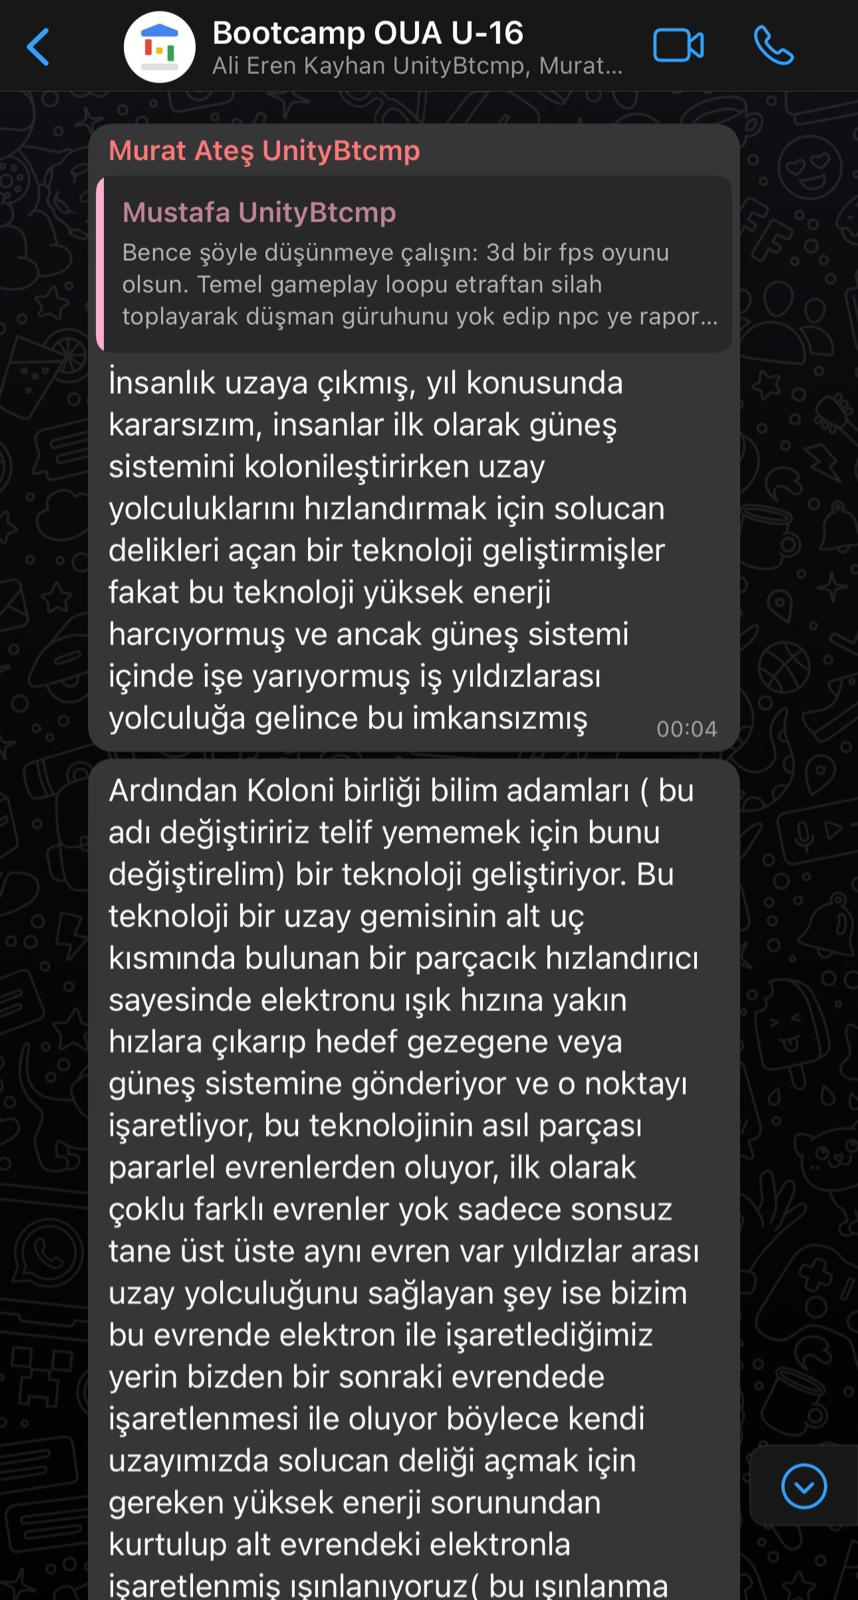 Bootcamp OUA U-16
Ali Eren Kayhan UnityBtcmp, Murat...
Murat Ateş UnityBtcmp
Mustafa UnityBtcmp
Bence şöyle düşünmeye çalışın: 3d bir fps oyunu
olsun. Temel gameplay loopu etraftan silah
toplayarak düşman güruhunu yok edip npc ye rapor...
İnsanlık uzaya çıkmış, yıl konusunda
kararsızım, insanlar ilk olarak güneş
sistemini kolonileştirirken uzay
yolculuklarını hızlandırmak için solucan
delikleri açan bir teknoloji geliştirmişler
fakat bu teknoloji yüksek enerji
harcıyormuş ve ancak güneş sistemi
içinde işe yarıyormuş iş yıldızlarası
yolculuğa gelince bu imkansızmış
00:04
Ardından Koloni birliği bilim adamları ( bu
adı değiştiririz telif yememek için bunu
değiştirelim) bir teknoloji geliştiriyor. Bu
teknoloji bir uzay gemisinin alt uç
kısmında bulunan bir parçacık hızlandırıcı
sayesinde elektronu ışık hızına yakın
hızlara çıkarıp hedef gezegene veya
güneş sistemine gönderiyor ve o noktayı
işaretliyor, bu teknolojinin asıl parçası
pararlel evrenlerden oluyor, ilk olarak
çoklu farklı evrenler yok sadece sonsuz
tane üst üste aynı evren var yıldızlar arası
uzay yolculuğunu sağlayan şey ise bizim
bu evrende elektron ile işaretlediğimiz
yerin bizden bir sonraki evrendede
işaretlenmesi ile oluyor böylece kendi
uzayımızda solucan deliği açmak için
gereken yüksek enerji sorunundan
kurtulup alt evrendeki elektronla
işaretlenmiş ışınlanıyoruz( bu ışınlanma